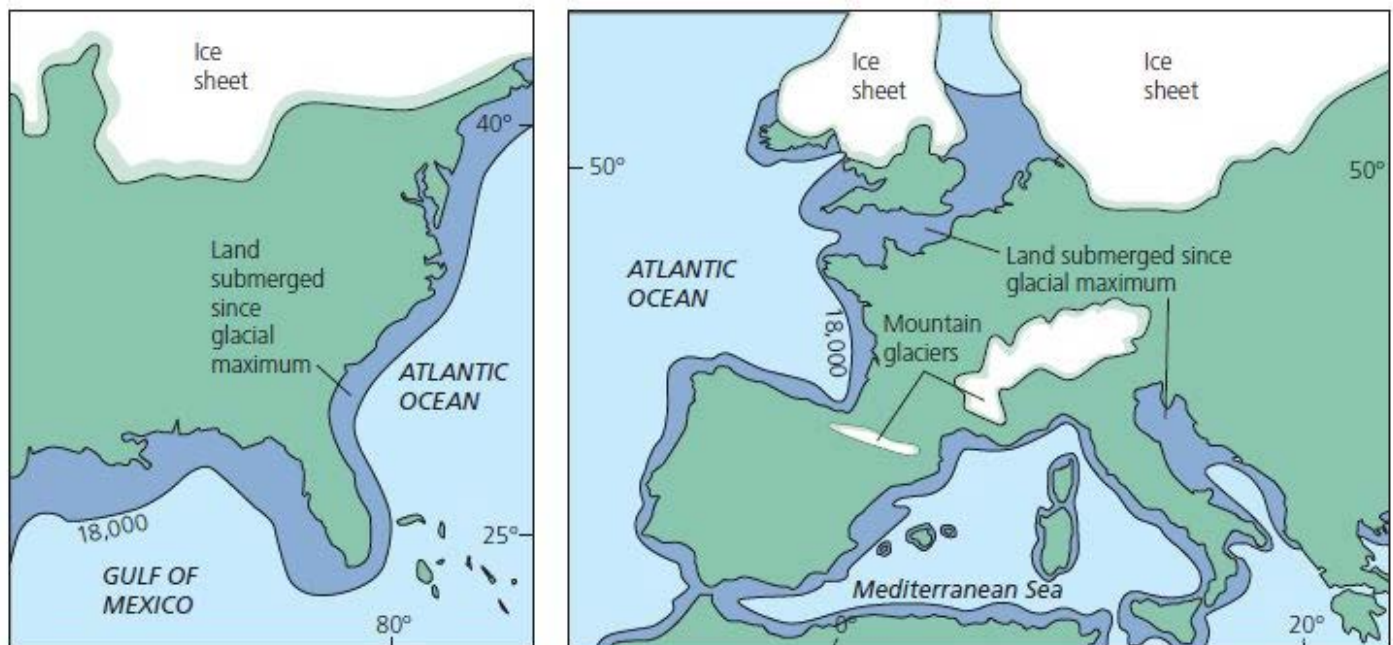 Ice
sheet
40°
Land
submerged
since
glacial
maximum
ATLANTIC
OCEAN
18,000
25°
GULF OF
MEXICO
80°
Ice
sheet
Ice
sheet
50°
50°
ATLANTIC
OCEAN
Land submerged since
glacial maximum
18,000
Mountain
glaciers
Mediterranean Sea
0°
20°